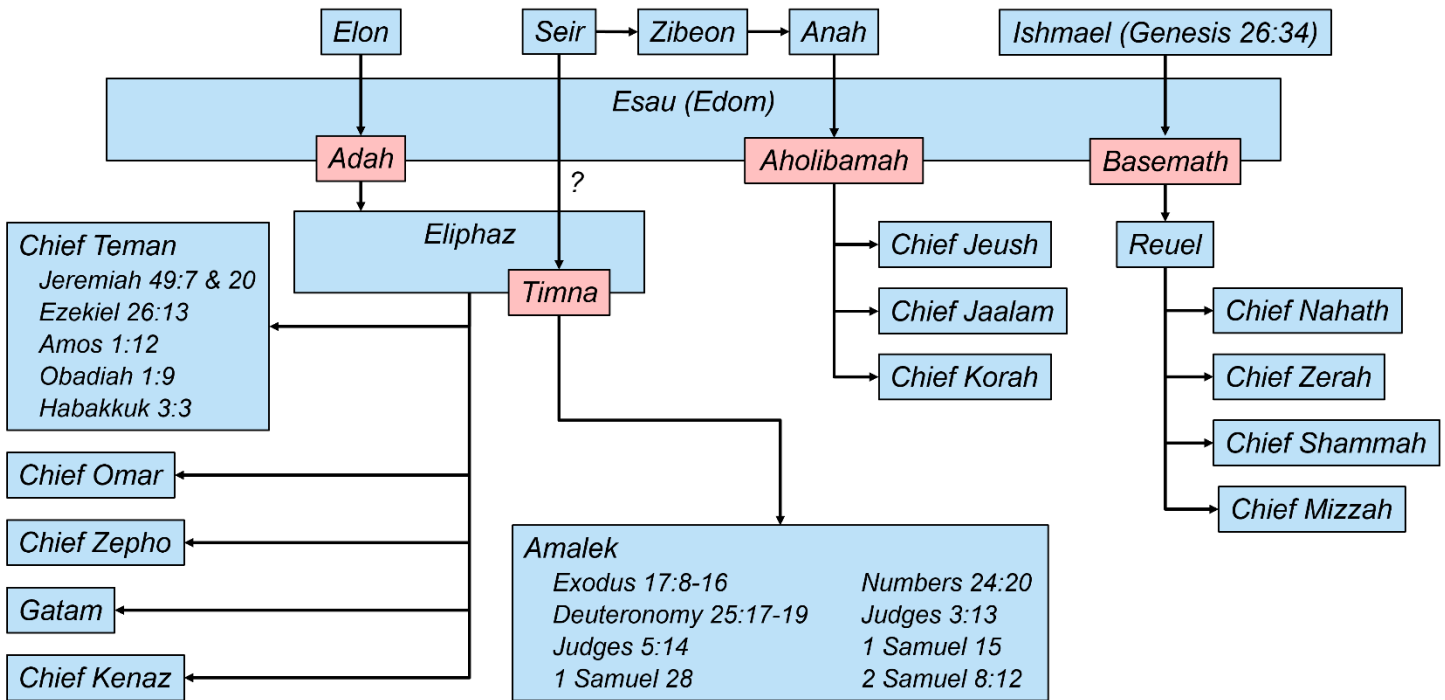 Elon
Seir
Zibeon
Anah
Ishmael (Genesis 26:34)
Esau (Edom)
Adah
Aholibamah
Basemath
?
Eliphaz
Timna
Chief Teman
Jeremiah 49:7 & 20
Ezekiel 26:13
Amos 1:12
Obadiah 1:9
Habakkuk 3:3
Chief Omar
Chief Zepho
Gatam
Chief Kenaz
Amalek
Exodus 17:8-16
Numbers 24:20
Deuteronomy 25:17-19
Judges 3:13
Judges 5:14
1 Samuel 15
1 Samuel 28
2 Samuel 8:12
Chief Jeush
Chief Jaalam
Chief Korah
Reuel
Chief Nahath
Chief Zerah
Chief Shammah
Chief Mizzah